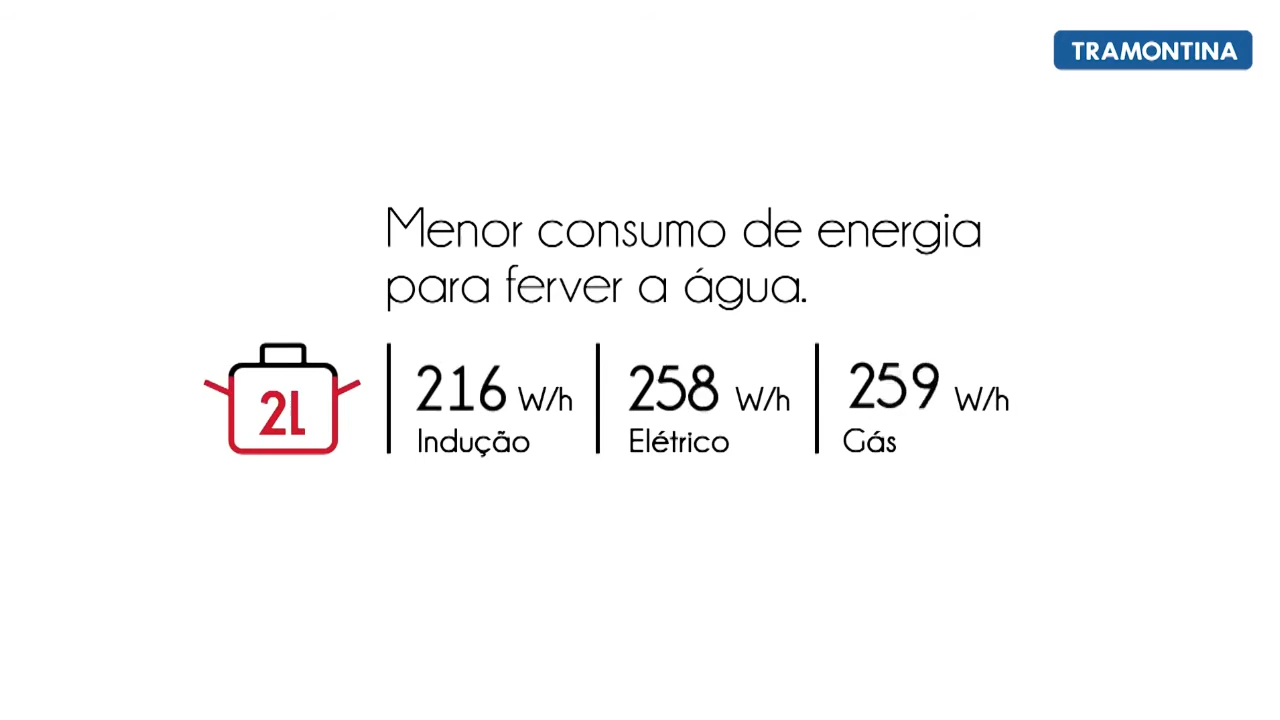 TRAMONTINA
Menor consumo de energia
para ferver a água.
2l
216 W/h
Indução
258 W/h
Elétrico
259 W/h
Gás